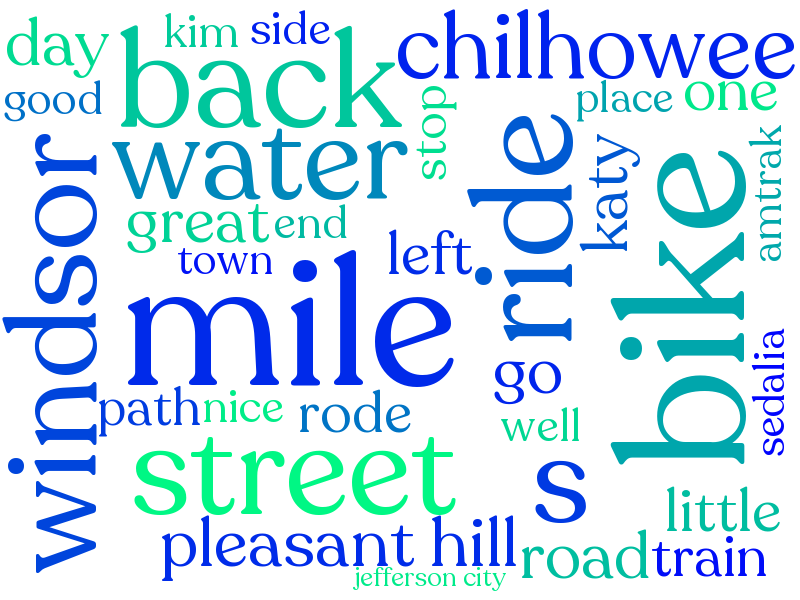 day
kim
side
chilhowee
good
back
stop
place
one
windsor
water
ride
katy
bike
amtrak
great
end
town
left
mile
go
sedalia
path
nice
rode
well
street
s
little
pleasant hill
road
train
jefferson city